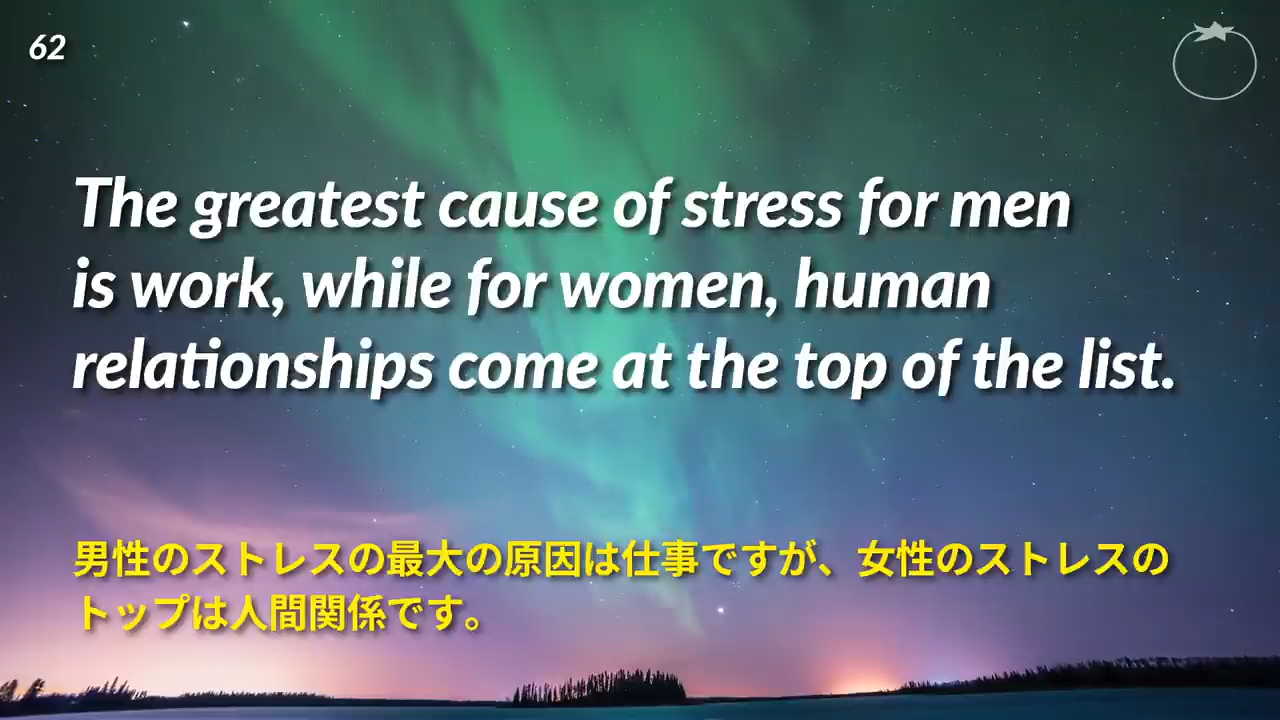 62
The greatest cause of stress for men
is work, while for women, human
relationships come at the top of the list.
男性のストレスの最大の原因は仕事ですが、女性のストレスの
トップは人間関係です。